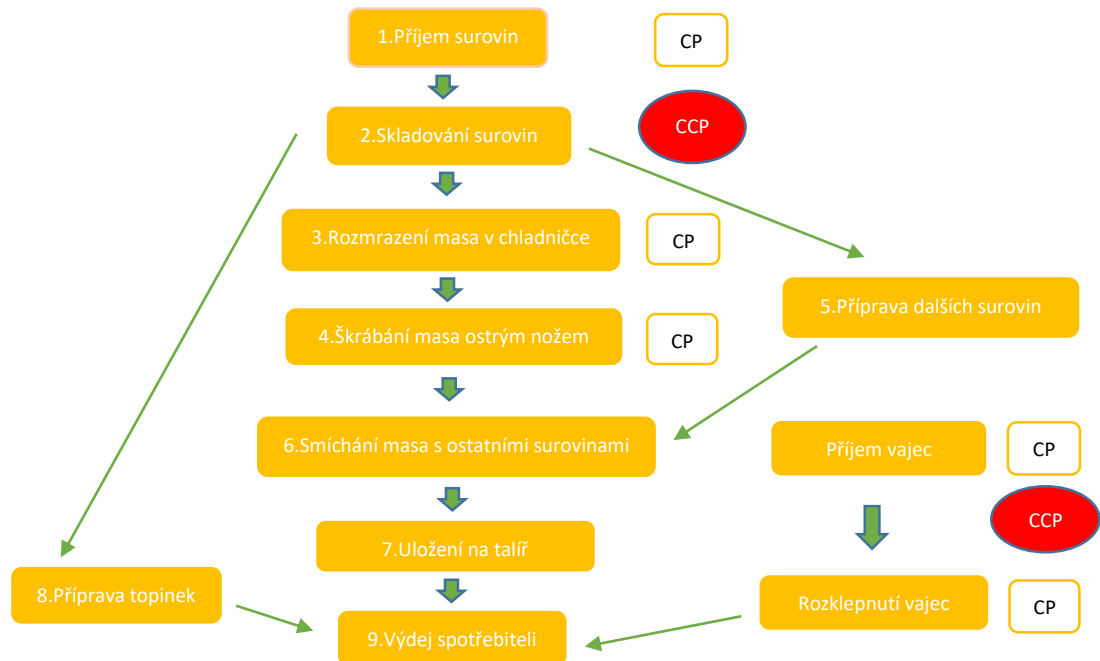 1.Příjem surovin
CP
2.Skladování surovin
CCP
3.Rozmrazení masa v chladničce
CP
5.Příprava dalších surovin
4.Škrábání masa ostrým nožem
CP
6.Smíchání masa s ostatními surovinami
Příjem vajec
CP
CCP
7.Uložení na talíř
8.Příprava topinek
Rozklepnutí vajec
CP
9.Výdej spotřebiteli